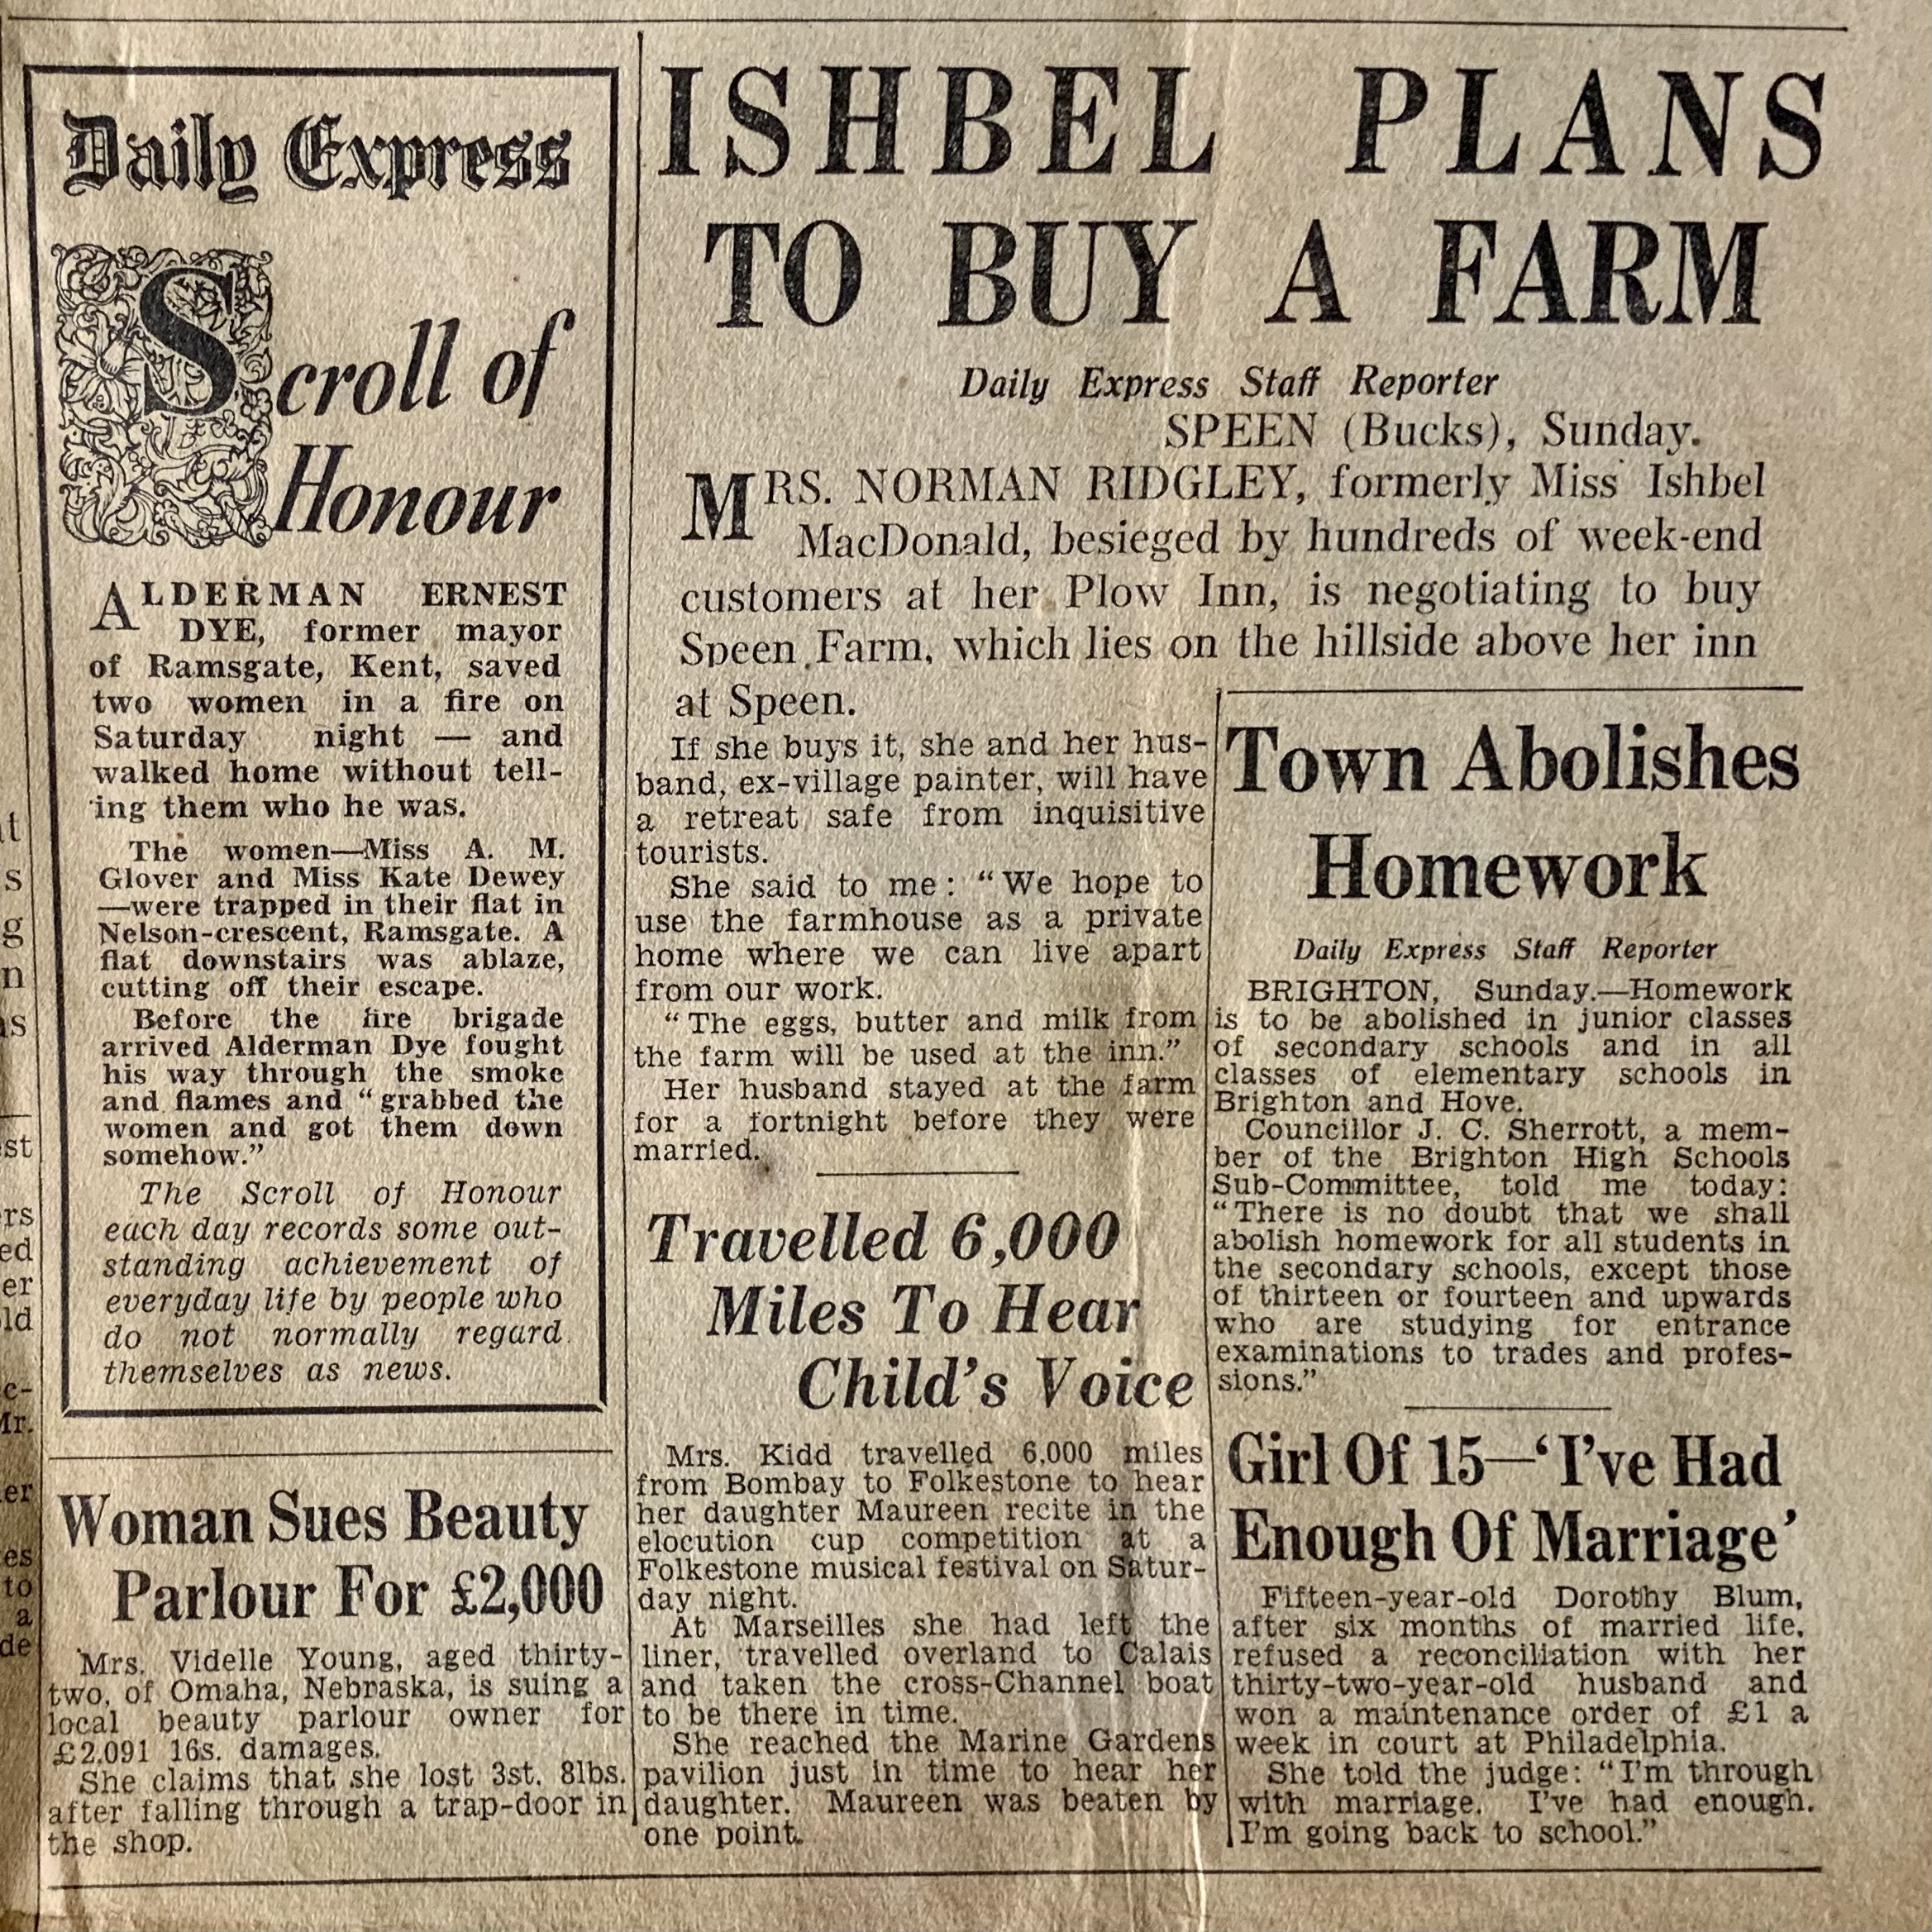 Daily Express
Scroll of
Honour
ALDERMAN ERNEST
DYE, former mayor
of Ramsgate, Kent, saved
two women in a fire on
Saturday night — and
walked home without tell-
ing them who he was.
The women—Miss A. M.
Glover and Miss Kate Dewey
—were trapped in their flat in
Nelson-crescent, Ramsgate. A
flat downstairs was ablaze,
cutting off their escape.
Before the fire brigade
arrived Alderman Dye fought
his way through the smoke
and flames and “grabbed the
women and got them down
somehow.”
The Scroll of Honour
each day records some out-
standing achievement of
everyday life by people who
do not normally regard
themselves as news.
Woman Sues Beauty
Parlour For £2,000
Mrs. Videlle Young, aged thirty-
two, of Omaha, Nebraska, is suing a
local beauty parlour owner for
£2,091 16s. damages.
She claims that she lost 3st. 8lbs.
after falling through a trap-door in
the shop.
ISHBEL PLANS
TO BUY A FARM
Daily Express Staff Reporter
SPEEN (Bucks), Sunday.
MRS. NORMAN RIDGLEY, formerly Miss Ishbel
MacDonald, besieged by hundreds of week-end
customers at her Plow Inn, is negotiating to buy
Speen Farm, which lies on the hillside above her inn
at Speen.
If she buys it, she and her hus-
band, ex-village painter, will have
a retreat safe from inquisitive
tourists.
She said to me: “We hope to
use the farmhouse as a private
home where we can live apart
from our work.
“The eggs, butter and milk from
the farm will be used at the inn.”
Her husband stayed at the farm
for a fortnight before they were
married.
Travelled 6,000
Miles To Hear
Child’s Voice
Mrs. Kidd travelled 6,000 miles
from Bombay to Folkestone to hear
her daughter Maureen recite in the
elocution cup competition at a
Folkestone musical festival on Satur-
day night.
At Marseilles she had left the
liner, travelled overland to Calais
and taken the cross-Channel boat
to be there in time.
She reached the Marine Gardens
pavilion just in time to hear her
daughter. Maureen was beaten by
one point.
Town Abolishes
Homework
Daily Express Staff Reporter
BRIGHTON, Sunday.—Homework
is to be abolished in junior classes
of secondary schools and in all
classes of elementary schools in
Brighton and Hove.
Councillor J. C. Sherrott, a mem-
ber of the Brighton High Schools
Sub-Committee, told me today:
“There is no doubt that we shall
abolish homework for all students in
the secondary schools, except those
of thirteen or fourteen and upwards
who are studying for entrance
examinations to trades and profes-
sions.”
Girl Of 15—‘I’ve Had
Enough Of Marriage’
Fifteen-year-old Dorothy Blum,
after six months of married life,
refused a reconciliation with her
thirty-two-year-old husband and
won a maintenance order of £1 a
week in court at Philadelphia.
She told the judge: “I’m through
with marriage. I’ve had enough.
I’m going back to school.”